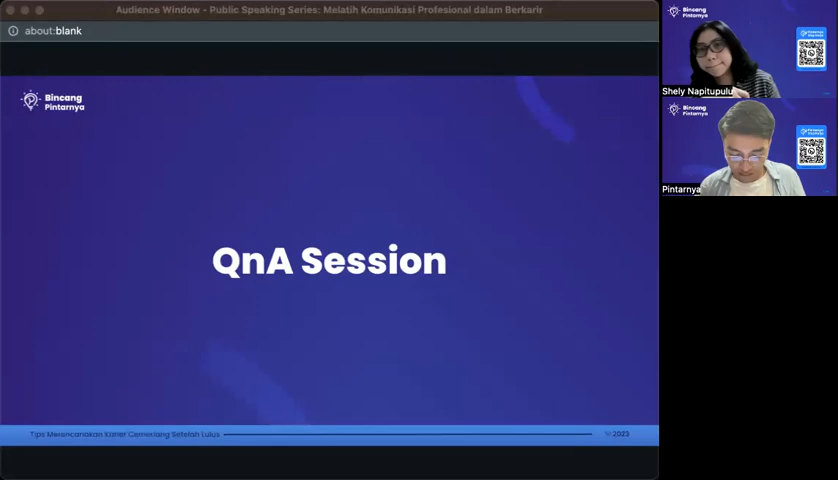 Audience Window - Public Speaking Series: Melatih Komunikasi Profesional dalam Berkarir
about:blank
Bincang
Pintarnya
QnA Session
Tips Merencanakan Karier Cemerlang Setelah Lulus
2023
Bincang
Pintarnya
Shely Napitupulu
Bincang
Pintarnya
Pintarnya